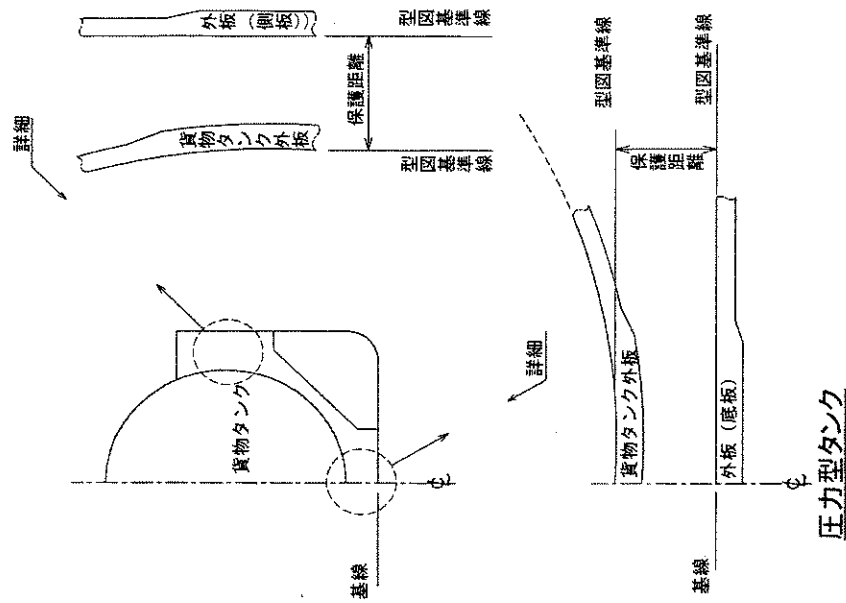 詳細
外板（側板）
型図基準線
保護距離
貨物タンク外板
型図基準線
貨物タンク
基線
℄
詳細
型図基準線
保護距離
型図基準線
貨物タンク外板
外板（底板）
基線
℄
圧力型タンク